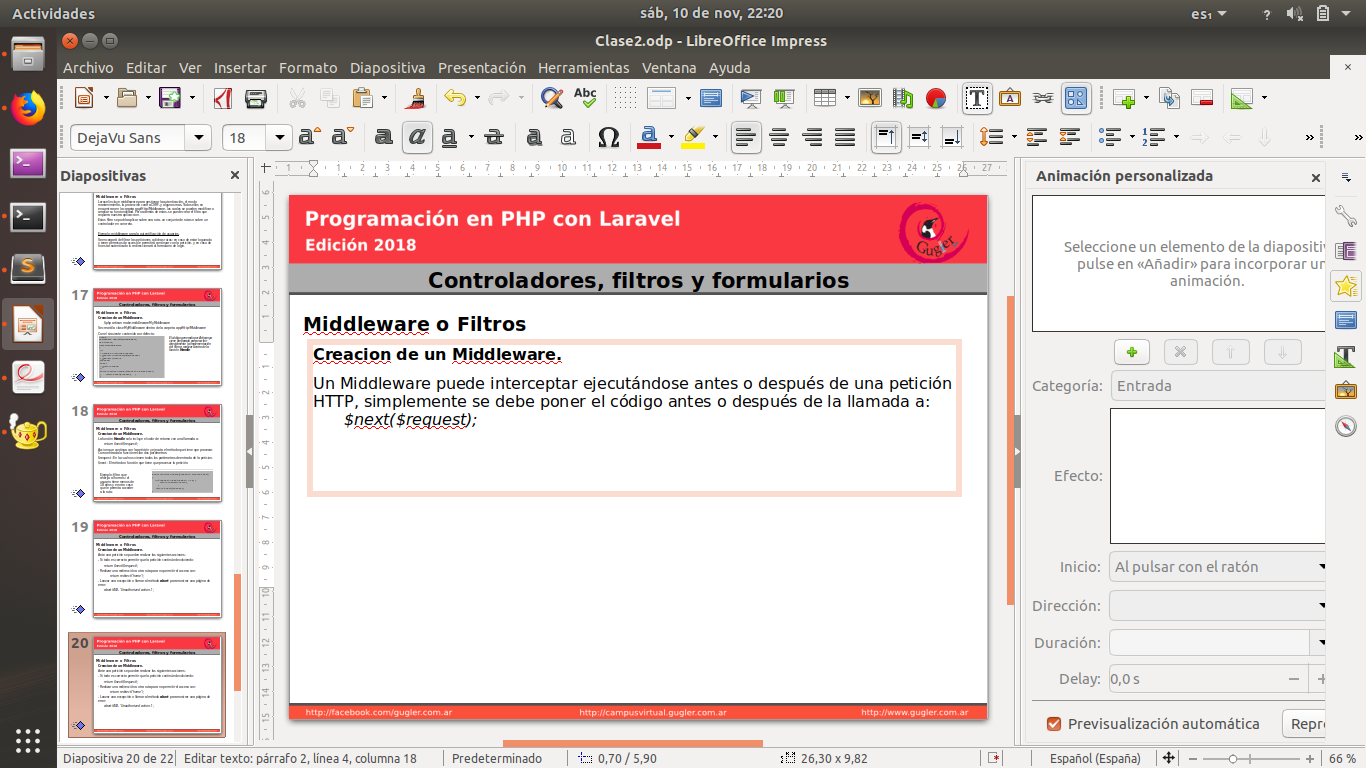 Actividades
sáb, 10 de nov, 22:20
es₁
Clase2.odp - LibreOffice Impress
Archivo Editar Ver Insertar Formato Diapositiva Presentación Herramientas Ventana Ayuda
DejaVu Sans
18
Diapositivas
17
18
19
20
Programación en PHP con Laravel
Edición 2018
Gugler
Controladores, filtros y formularios
Middleware o Filtros
Creacion de un Middleware.
Un Middleware puede interceptar ejecutándose antes o después de una petición
HTTP, simplemente se debe poner el código antes o después de la llamada a:
$next($request);
http://facebook.com/gugler.com.ar
http://campusvirtual.gugler.com.ar
http://www.gugler.com.ar
Animación personalizada
Seleccione un elemento de la diapositiv
pulse en «Añadir» para incorporar un
animación.
Categoría: Entrada
Efecto:
Inicio: Al pulsar con el ratón
Dirección:
Duración:
Delay: 0,0 s
Previsualización automática
Repro
Diapositiva 20 de 22
Editar texto: párrafo 2, línea 4, columna 18
Predeterminado
0,70 / 5,90
26,30 x 9,82
Español (España)
66 %